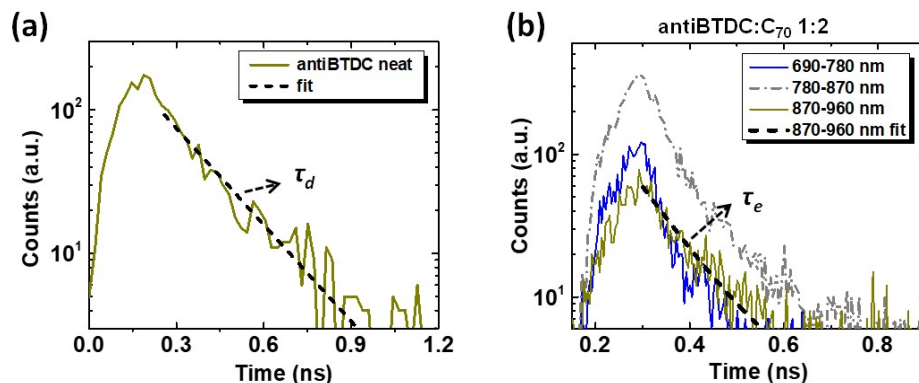 (a)
antiBTDC neat
fit
τd
Counts (a.u.)
10²
10¹
0.0 0.3 0.6 0.9 1.2
Time (ns)
(b)
antiBTDC:C₇₀ 1:2
690-780 nm
780-870 nm
870-960 nm
870-960 nm fit
τe
Counts (a.u.)
10²
10¹
0.2 0.4 0.6 0.8
Time (ns)